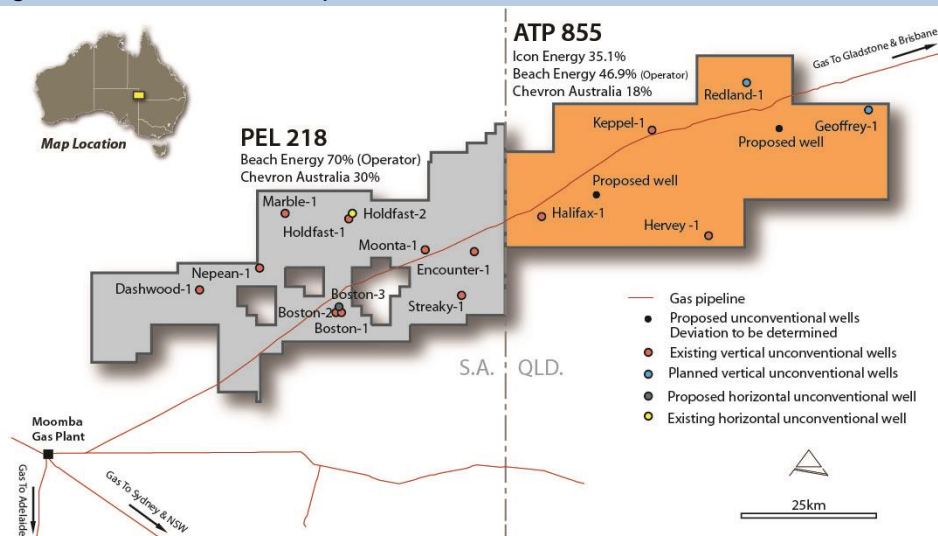 Map Location
PEL 218
Beach Energy 70% (Operator)
Chevron Australia 30%
ATP 855
Icon Energy 35.1%
Beach Energy 46.9% (Operator)
Chevron Australia 18%
Gas To Gladstone & Brisbane
Redland-1
Keppel-1
Proposed well
Geoffrey-1
Proposed well
Halifax-1
Hervey -1
Marble-1
Holdfast-2
Holdfast-1
Moonta-1
Nepean-1
Encounter-1
Dashwood-1
Boston-3
Boston-2
Boston-1
Streaky-1
S.A.
QLD.
Gas pipeline
Proposed unconventional wells
Deviation to be determined
Existing vertical unconventional wells
Planned vertical unconventional wells
Proposed horizontal unconventional well
Existing horizontal unconventional well
Moomba
Gas Plant
Gas To Adelaide
Gas To Sydney & NSW
25km